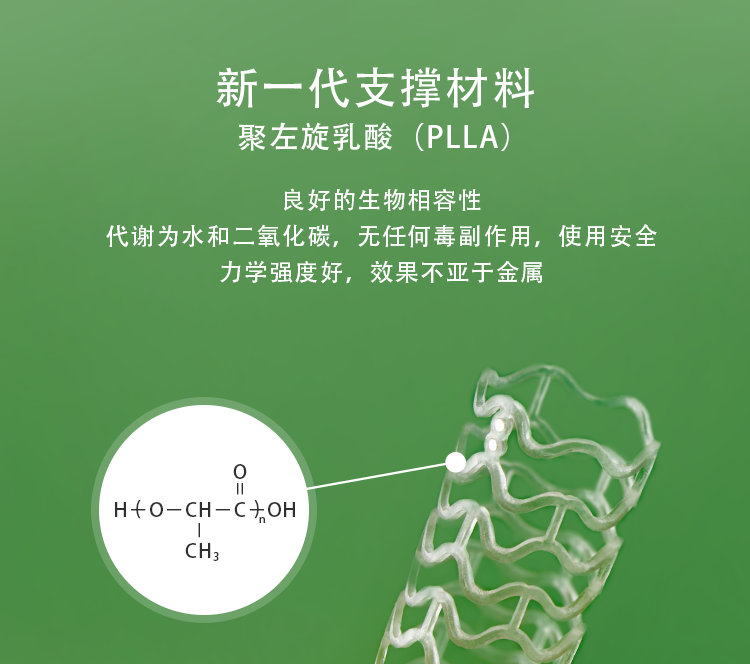 新一代支撑材料
聚左旋乳酸（PLLA）
良好的生物相容性
代谢为水和二氧化碳，无任何毒副作用，使用安全
力学强度好，效果不亚于金属
O
H(O-CH-C)nOH
CH3